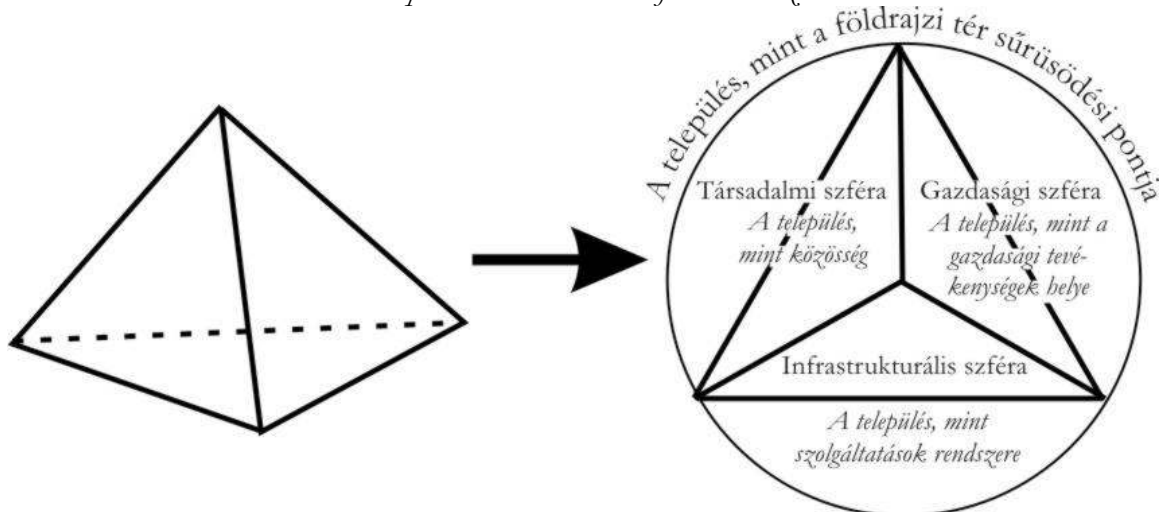 A település, mint a földrajzi tér sűrűsödési pontja
Társadalmi szféra
A település,
mint közösség
Gazdasági szféra
A település, mint a
gazdasági tevé-
kenységek helye
Infrastrukturális szféra
A település, mint
szolgáltatások rendszere